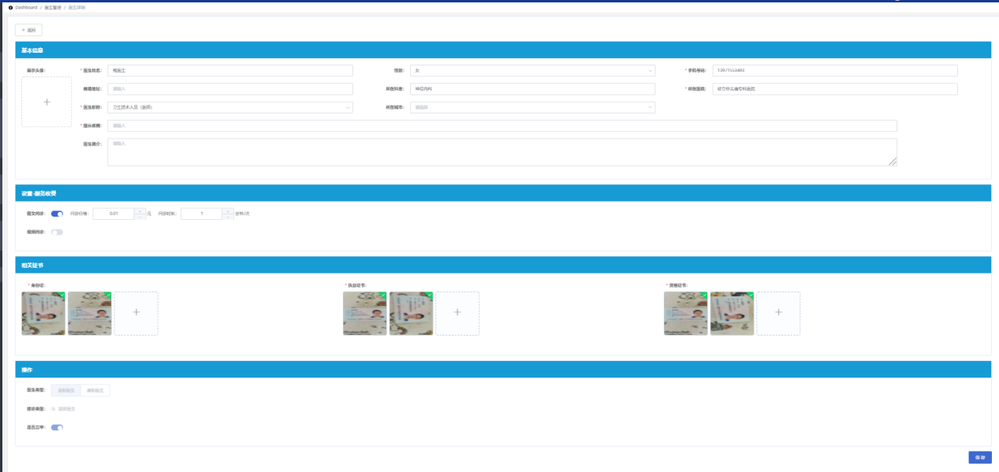 Dashboard / 医生管理 / 医生详情
返回
基本信息
展示头像:
* 医生姓名:
性别: 女
* 手机号码:
邮箱地址: 请输入
所在科室: 神经内科
* 所在医院:
* 医生职称: 卫生技术人员（医师）
所在城市: 请选择
* 擅长疾病: 请输入
医生简介: 请输入
设置-服务收费
图文问诊: 问诊价格: 0.01 元 问诊时长: 1 分钟/次
视频问诊:
相关证书
* 身份证:
* 执业证书:
* 资格证书:
操作
医生类型: 全职医生 兼职医生
是否三甲:
保存